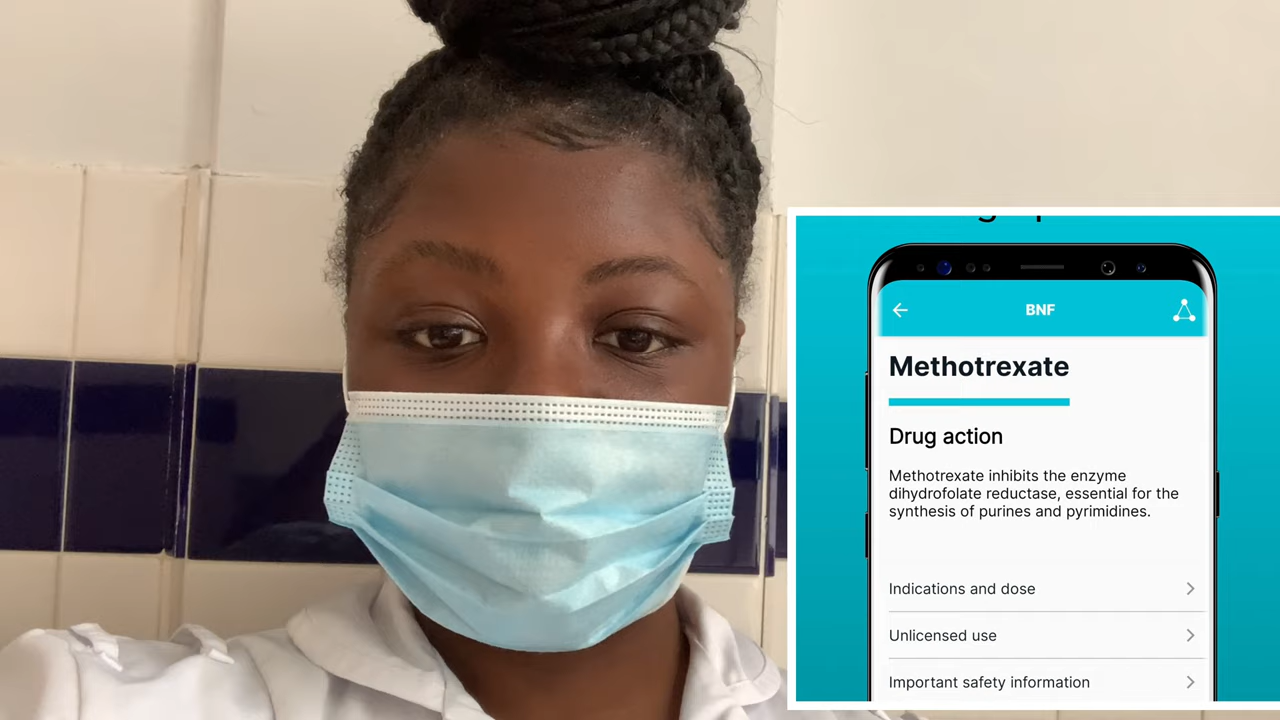 BNF
Methotrexate
Drug action
Methotrexate inhibits the enzyme
dihydrofolate reductase, essential for the
synthesis of purines and pyrimidines.
Indications and dose
Unlicensed use
Important safety information